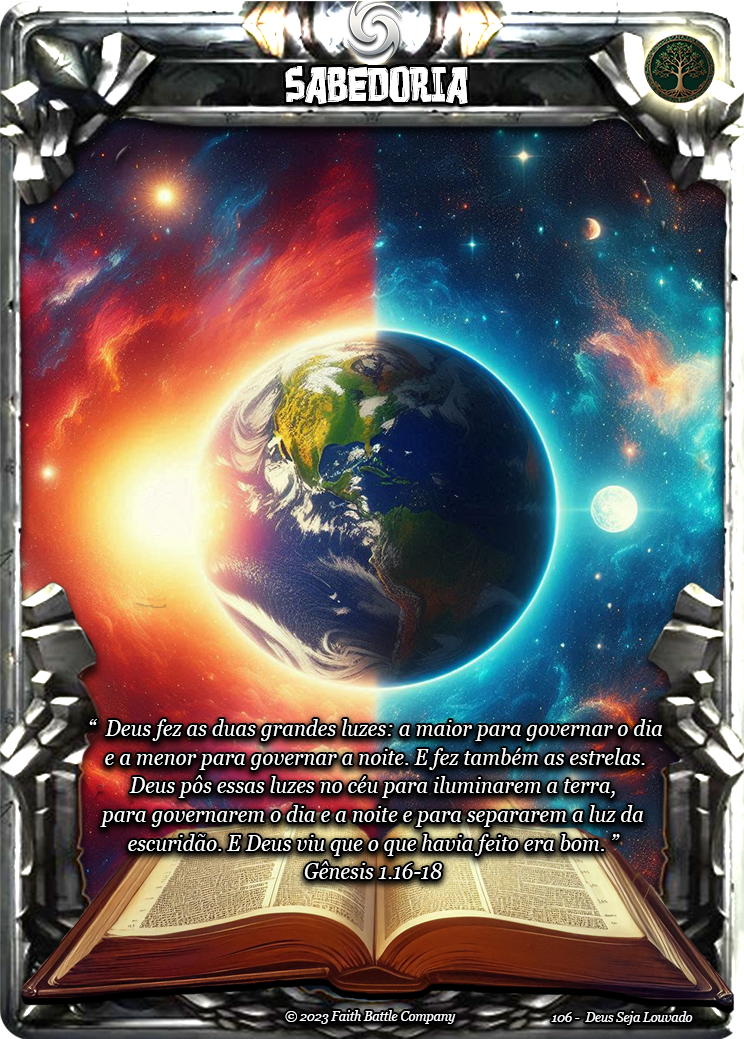 SABEDORIA
“ Deus fez as duas grandes luzes: a maior para governar o dia
e a menor para governar a noite. E fez também as estrelas.
Deus pôs essas luzes no céu para iluminarem a terra,
para governarem o dia e a noite e para separarem a luz da
escuridão. E Deus viu que o que havia feito era bom. ”
Gênesis 1.16-18
© 2023 Faith Battle Company
106 - Deus Seja Louvado